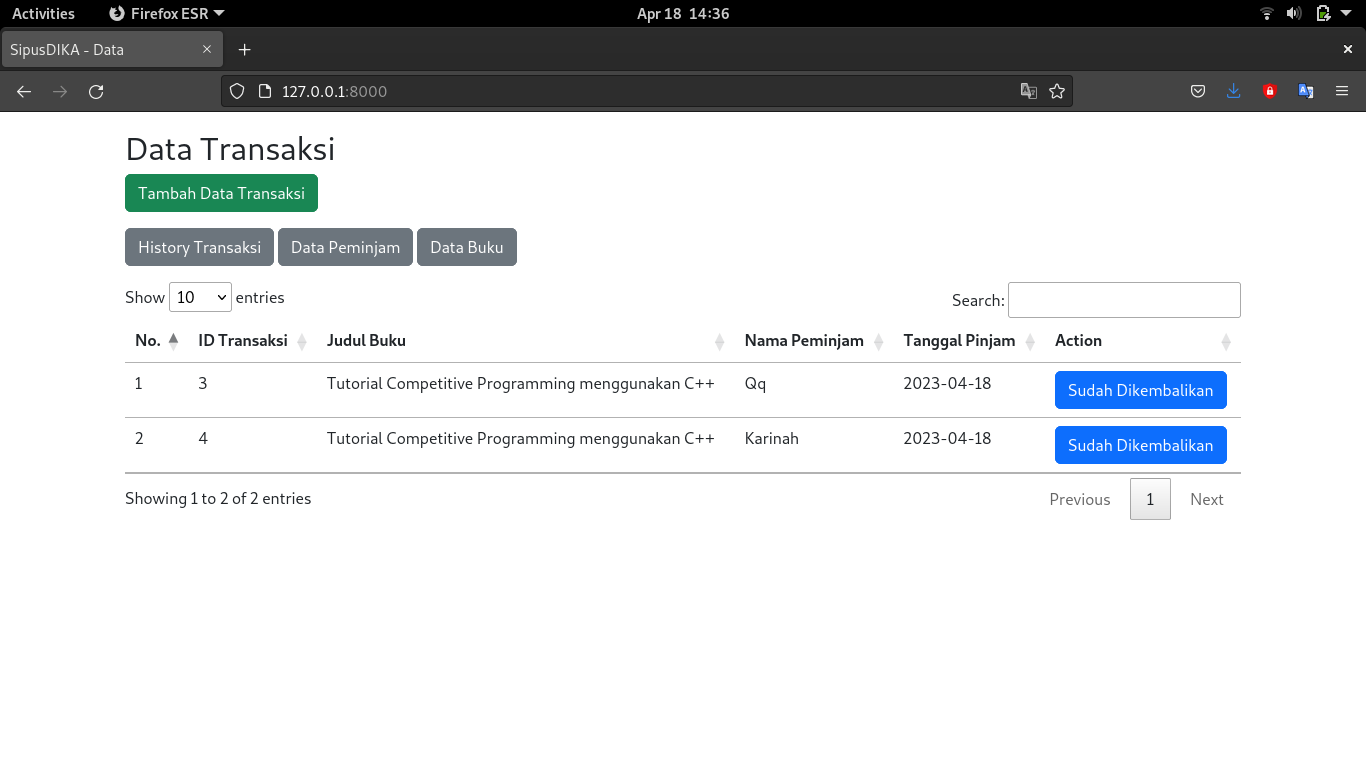 Activities Firefox ESR Apr 18 14:36
SipusDIKA - Data
127.0.0.1:8000
Data Transaksi
Tambah Data Transaksi
History Transaksi Data Peminjam Data Buku
Show 10 entries Search:
No. ID Transaksi Judul Buku Nama Peminjam Tanggal Pinjam Action
1 3 Tutorial Competitive Programming menggunakan C++ Qq 2023-04-18 Sudah Dikembalikan
2 4 Tutorial Competitive Programming menggunakan C++ Karinah 2023-04-18 Sudah Dikembalikan
Showing 1 to 2 of 2 entries Previous 1 Next